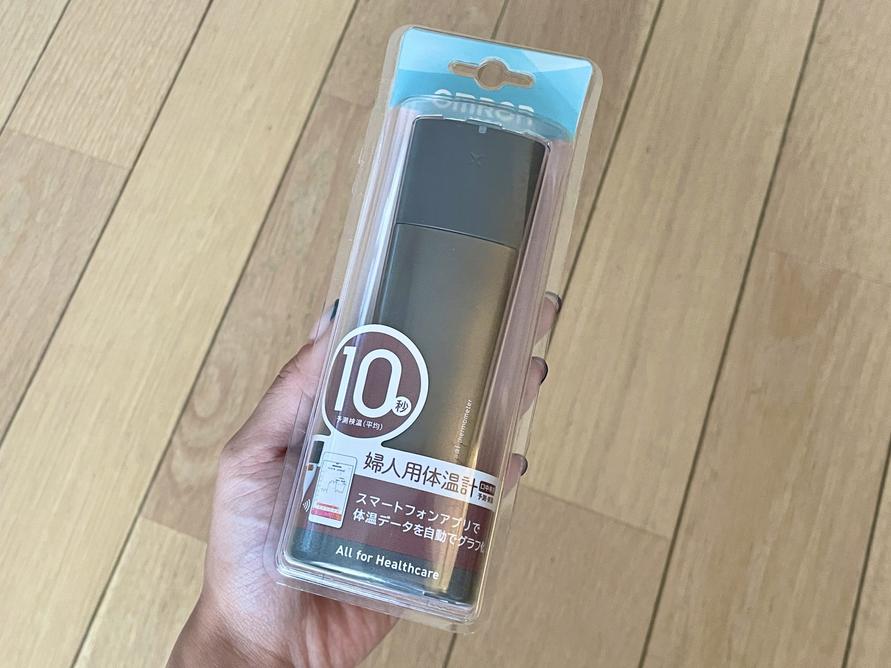 OMRON
10秒
予測検温(平均)
婦人用体温計
スマートフォンアプリで
体温データを自動でグラフ化
All for Healthcare